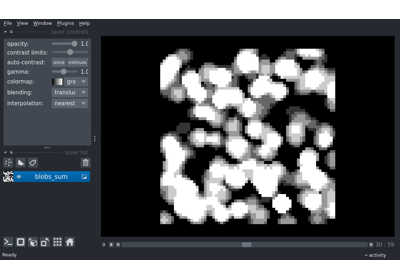 File View Window Plugins Help
layer controls
opacity: 1.0
contrast limits:
auto-contrast: once
gamma: 1.0
colormap: gra
blending: translu
interpolation: nearest
layer list
blobs_sum
30 59
Ready activity